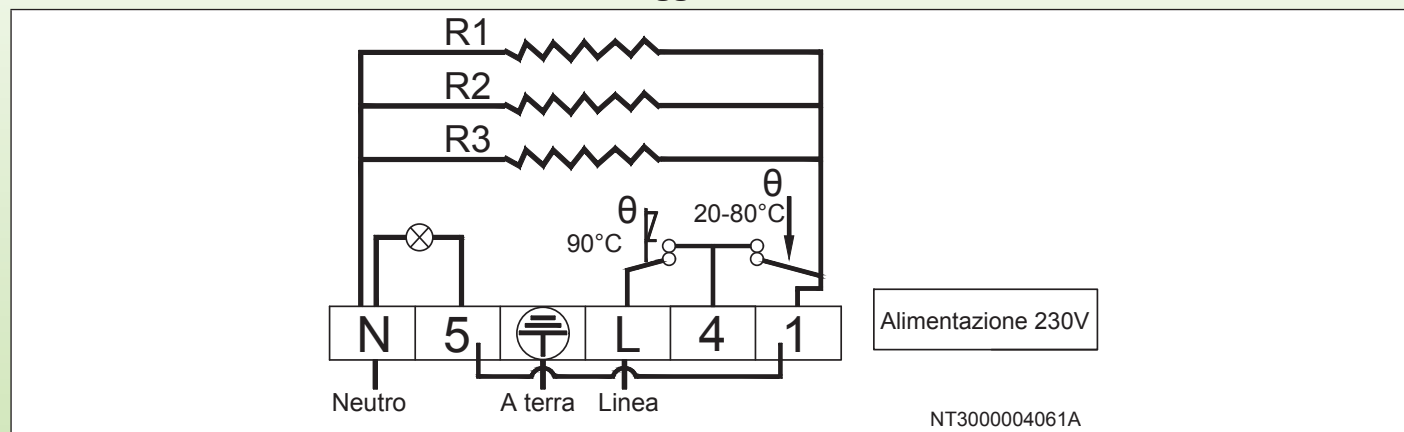 R1
R2
R3
θ
θ
20-80°C
90°C
N 5 L 4 1
Alimentazione 230V
Neutro A terra Linea
NT3000004061A